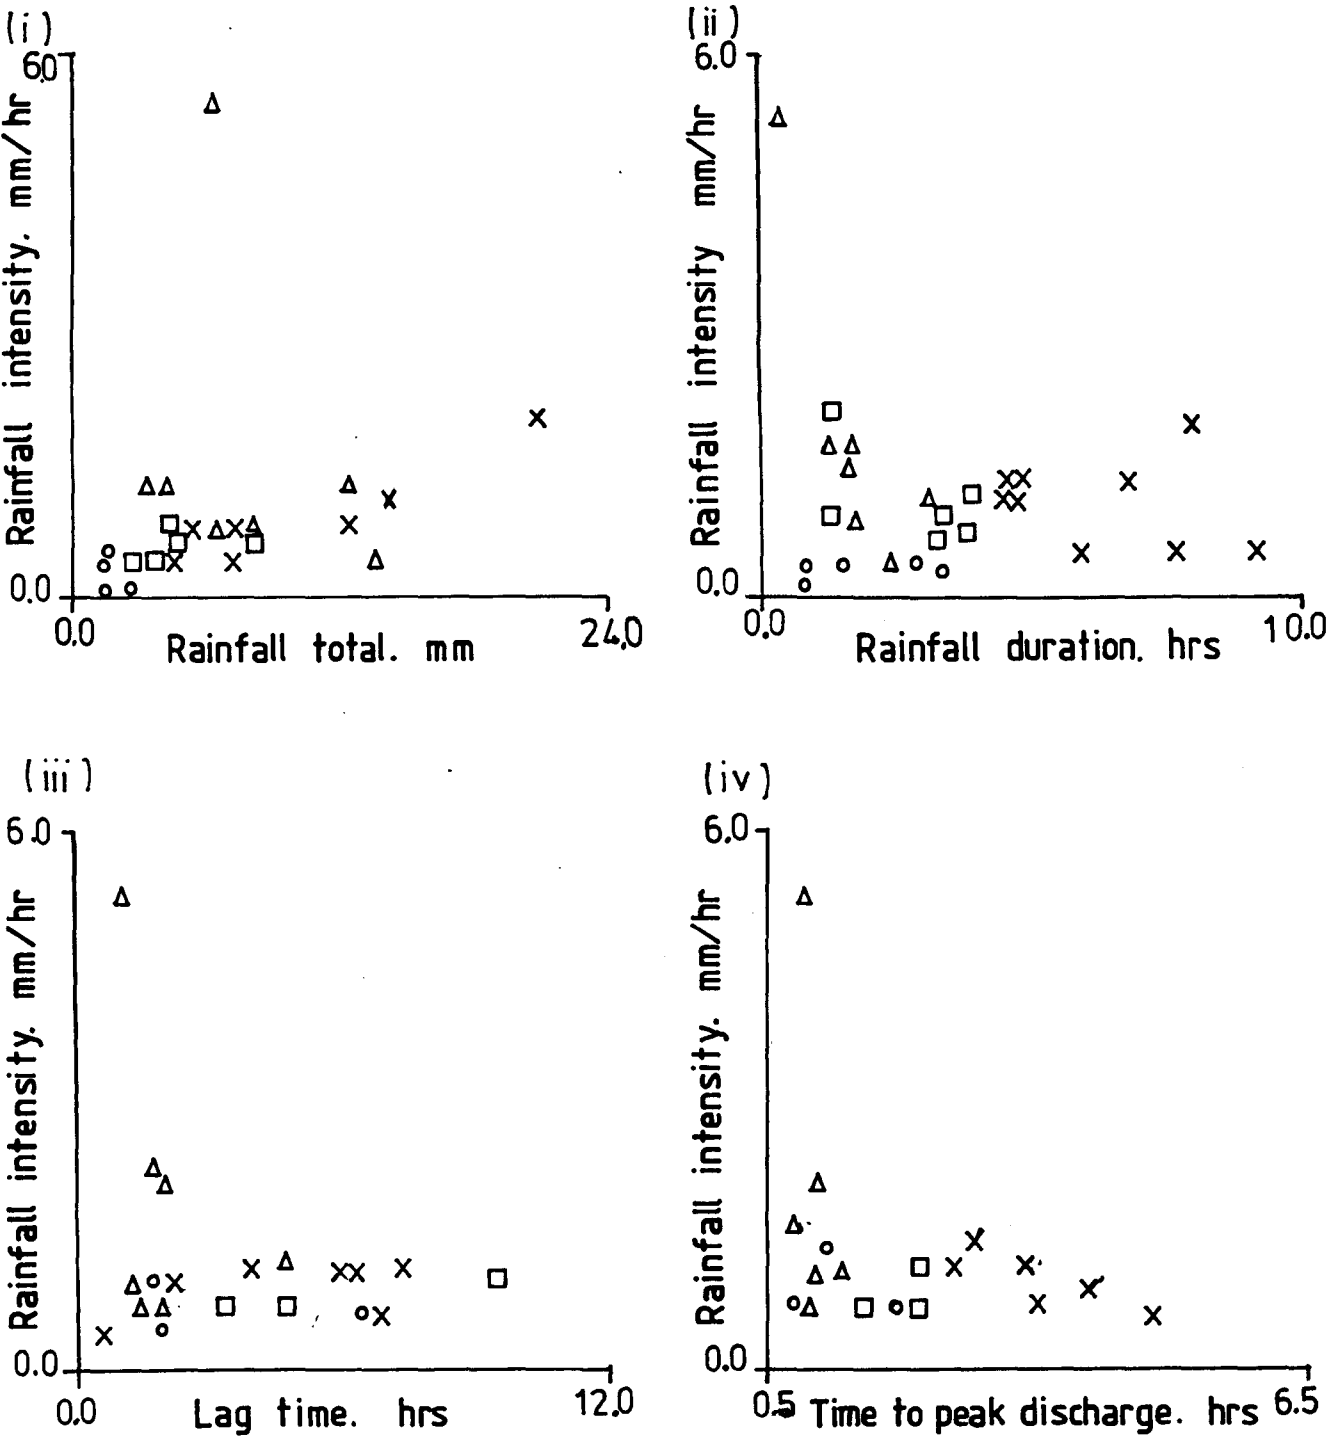 (i)
6.0
Rainfall intensity. mm/hr
0.0
0.0
24.0
Rainfall total. mm
(ii)
6.0
Rainfall intensity mm/hr
0.0
0.0
10.0
Rainfall duration. hrs
(iii)
6.0
Rainfall intensity. mm/hr
0.0
0.0
12.0
Lag time. hrs
(iv)
6.0
Rainfall intensity. mm/hr
0.0
0.5
6.5
Time to peak discharge. hrs